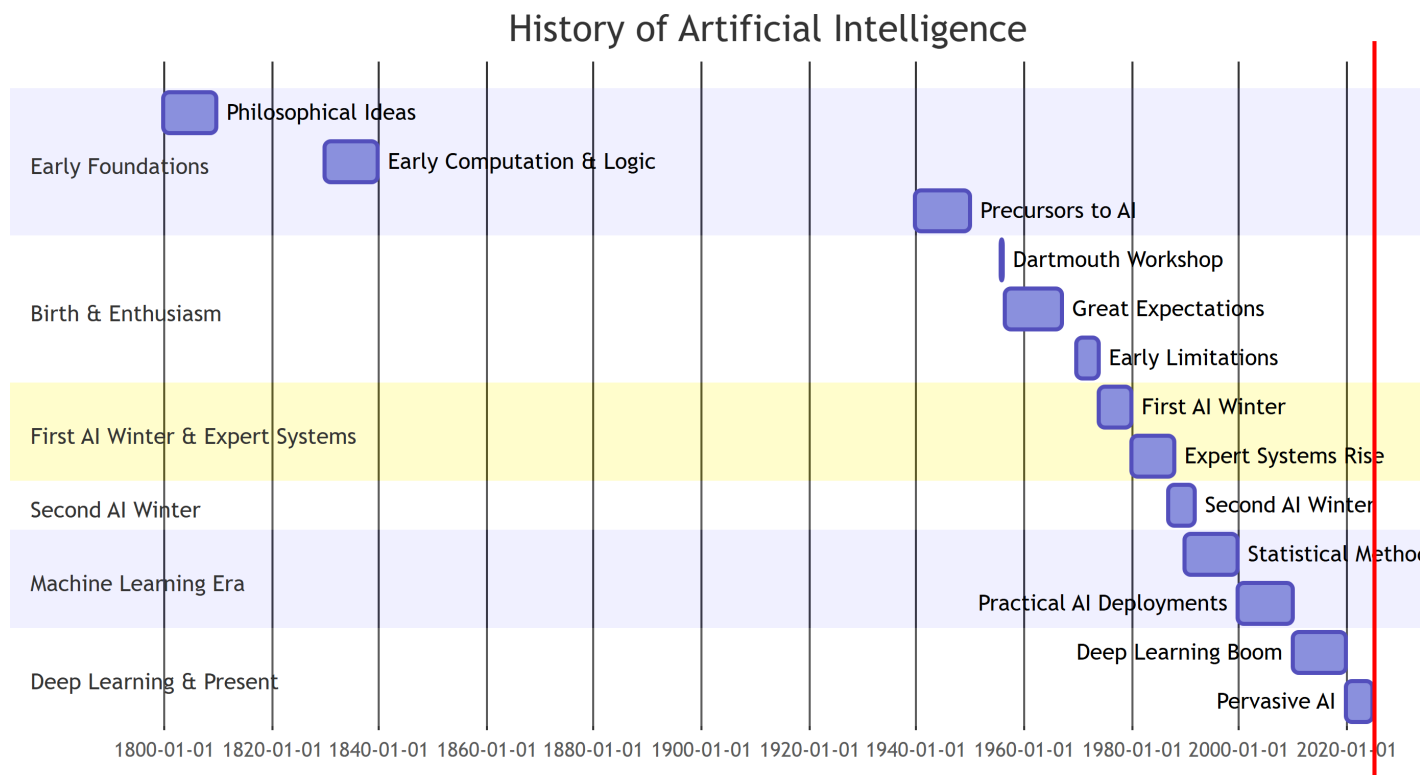 History of Artificial Intelligence
Philosophical Ideas
Early Computation & Logic
Early Foundations
Precursors to AI
Dartmouth Workshop
Great Expectations
Birth & Enthusiasm
Early Limitations
First AI Winter
First AI Winter & Expert Systems
Expert Systems Rise
Second AI Winter
Second AI Winter
Statistical
Machine Learning Era
Practical AI Deployments
Deep Learning Boom
Deep Learning & Present
Pervasive AI
1800-01-01 1820-01-01 1840-01-01 1860-01-01 1880-01-01 1900-01-01 1920-01-01 1940-01-01 1960-01-01 1980-01-01 2000-01-01 2020-01-01